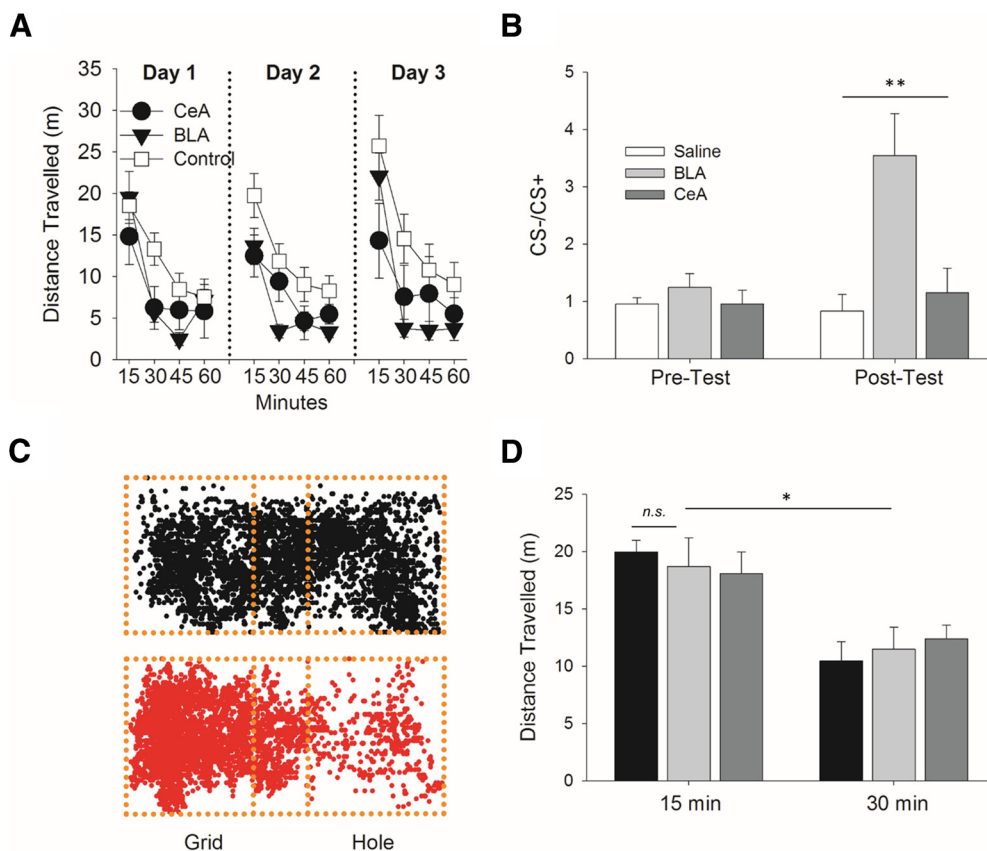 A
Distance Travelled (m)
35
30
25
20
15
10
5
0
Day 1
Day 2
Day 3
CeA
BLA
Control
15 30 45 60
15 30 45 60
15 30 45 60
Minutes
B
CS-/CS+
5
4
3
2
1
0
**
Saline
BLA
CeA
Pre-Test
Post-Test
C
Grid
Hole
D
Distance Travelled (m)
25
20
15
10
5
0
n.s.
*
15 min
30 min